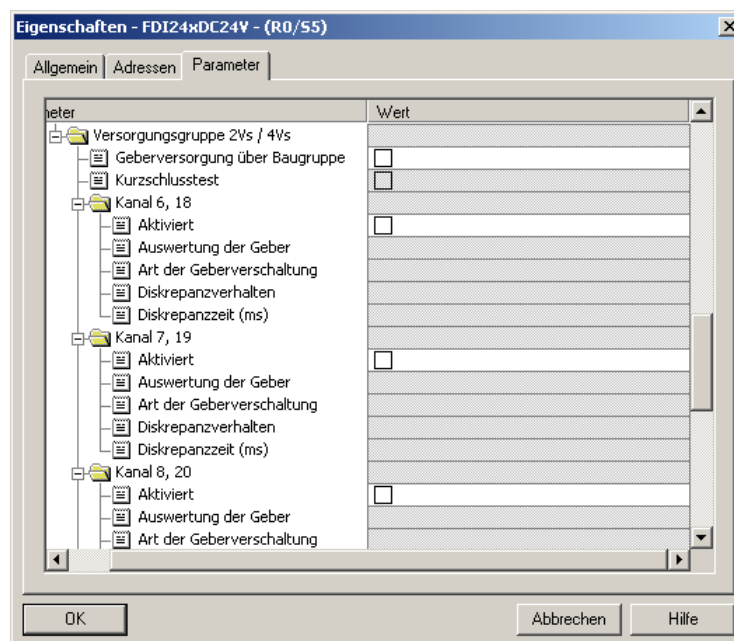 Eigenschaften - FDI24xDC24V - (R0/S5)
Allgemein Adressen Parameter
meter Wert
Versorgungsgruppe 2Vs / 4Vs
Geberversorgung über Baugruppe
Kurzschlusstest
Kanal 6, 18
Aktiviert
Auswertung der Geber
Art der Geberverschaltung
Diskrepanzverhalten
Diskrepanzzeit (ms)
Kanal 7, 19
Aktiviert
Auswertung der Geber
Art der Geberverschaltung
Diskrepanzverhalten
Diskrepanzzeit (ms)
Kanal 8, 20
Aktiviert
Auswertung der Geber
Art der Geberverschaltung
OK Abbrechen Hilfe